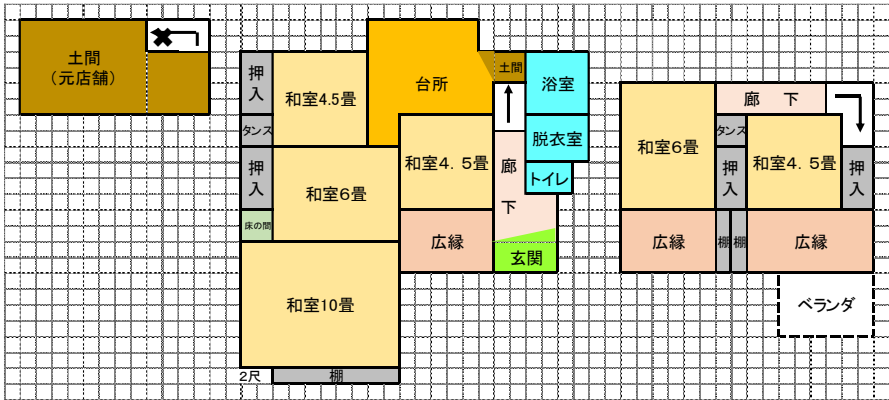 土間
(元店舗)
押入
和室4.5畳
台所
土間
浴室
タンス
脱衣室
押入
和室6畳
和室4．5畳
廊下
トイレ
床の間
広縁
玄関
和室10畳
2尺
棚
廊　下
和室6畳
タンス
和室4．5畳
押入
押入
広縁
棚
棚
広縁
ベランダ